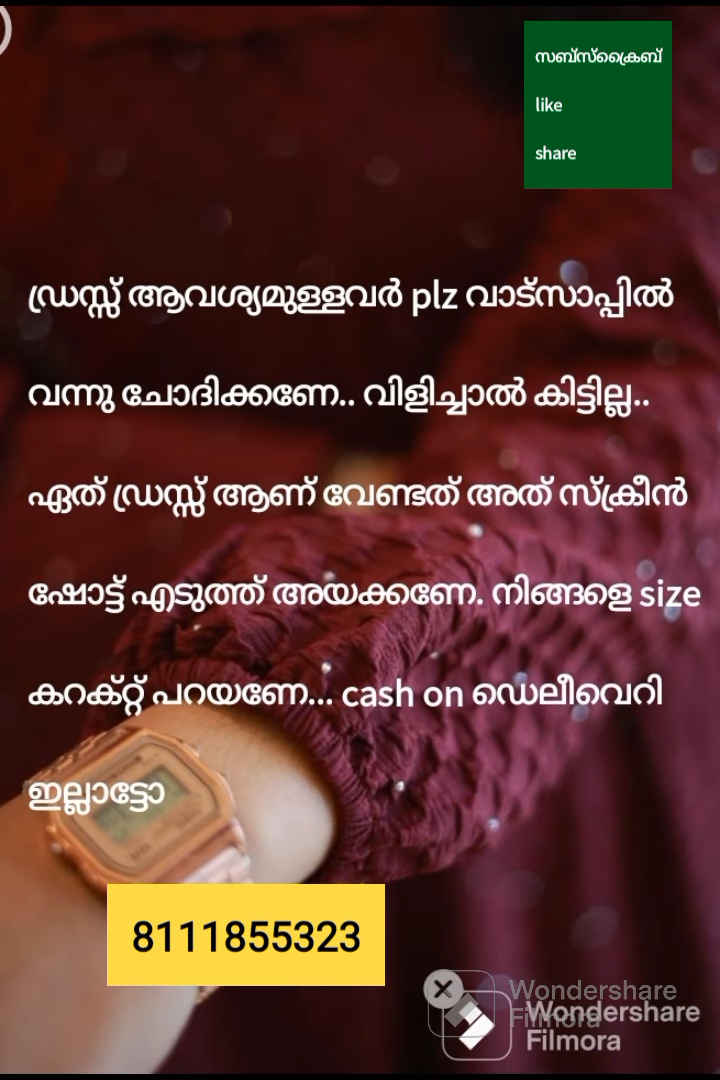 സബ്സ്ക്രൈബ്
like
share
ഡ്രസ്സ് ആവശ്യമുള്ളവർ plz വാട്സാപ്പിൽ
വന്നു ചോദിക്കണേ.. വിളിച്ചാൽ കിട്ടില്ല..
ഏത് ഡ്രസ്സ് ആണ് വേണ്ടത് അത് സ്ക്രീൻ
ഷോട്ട് എടുത്ത് അയക്കണേ. നിങ്ങളെ size
കറക്റ്റ് പറയണേ... cash on ഡെലീവെറി
ഇല്ലാട്ടോ
8111855323
Wondershare
Filmora
Wondershare
Filmora